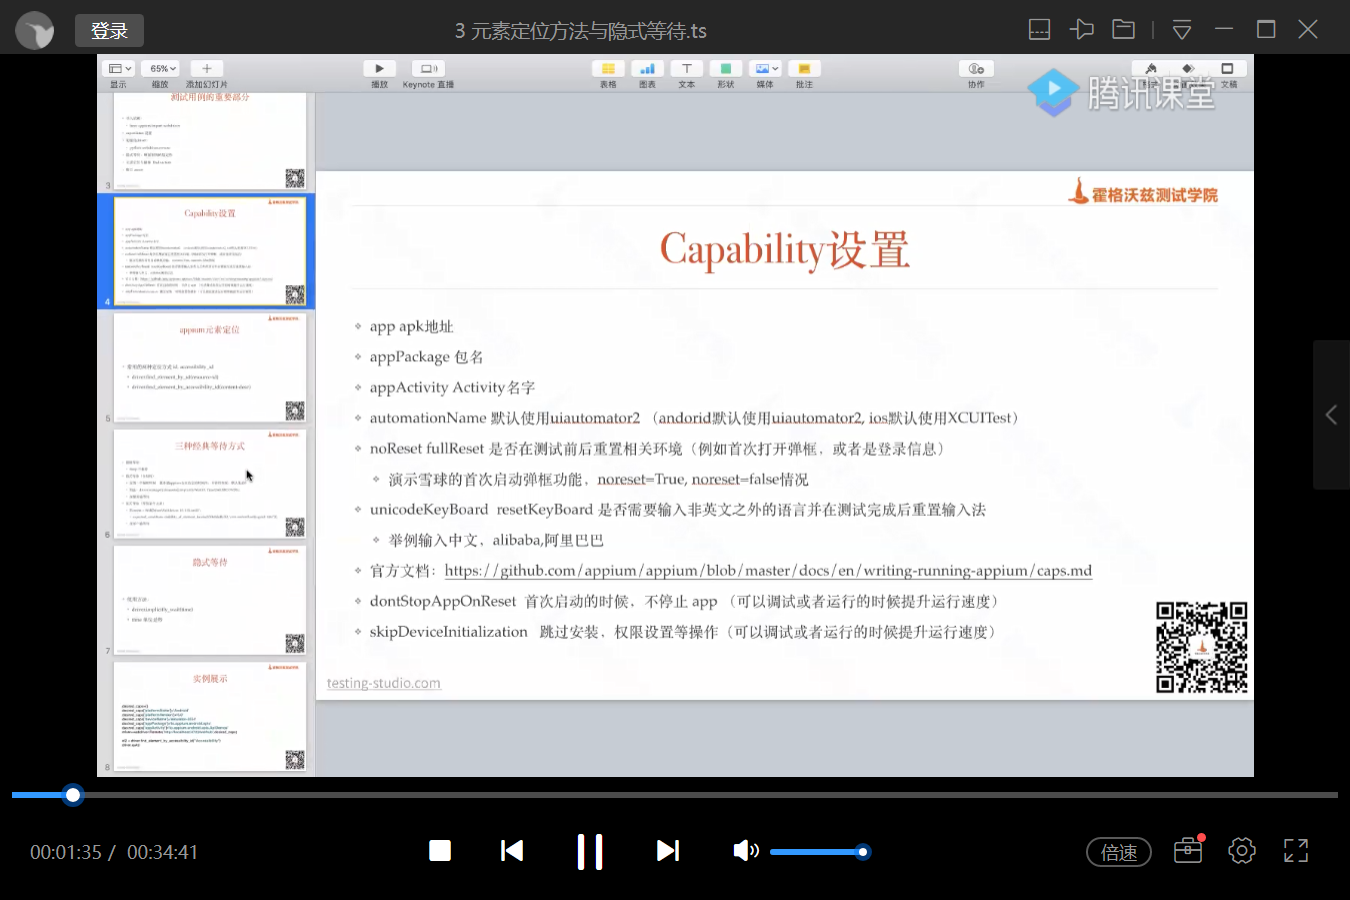 登录
3 元素定位方法与隐式等待.ts
65%
显示
缩放
添加幻灯片
播放
Keynote 直播
表格
图表
文本
形状
媒体
批注
协作
文稿
腾讯课堂
测试用例的重要部分
3
Capability设置
4
appium元素定位
5
三种经典等待方式
6
隐式等待
7
实例展示
8
霍格沃兹测试学院
Capability设置
app apk地址
appPackage 包名
appActivity Activity名字
automationName 默认使用uiautomator2 （andorid默认使用uiautomator2, ios默认使用XCUITest）
noReset fullReset 是否在测试前后重置相关环境（例如首次打开弹框，或者是登录信息）
演示雪球的首次启动弹框功能，noreset=True, noreset=false情况
unicodeKeyBoard resetKeyBoard 是否需要输入非英文之外的语言并在测试完成后重置输入法
举例输入中文，alibaba,阿里巴巴
官方文档：https://github.com/appium/appium/blob/master/docs/en/writing-running-appium/caps.md
dontStopAppOnReset 首次启动的时候，不停止 app （可以调试或者运行的时候提升运行速度）
skipDeviceInitialization 跳过安装，权限设置等操作（可以调试或者运行的时候提升运行速度）
testing-studio.com
00:01:35 / 00:34:41
倍速